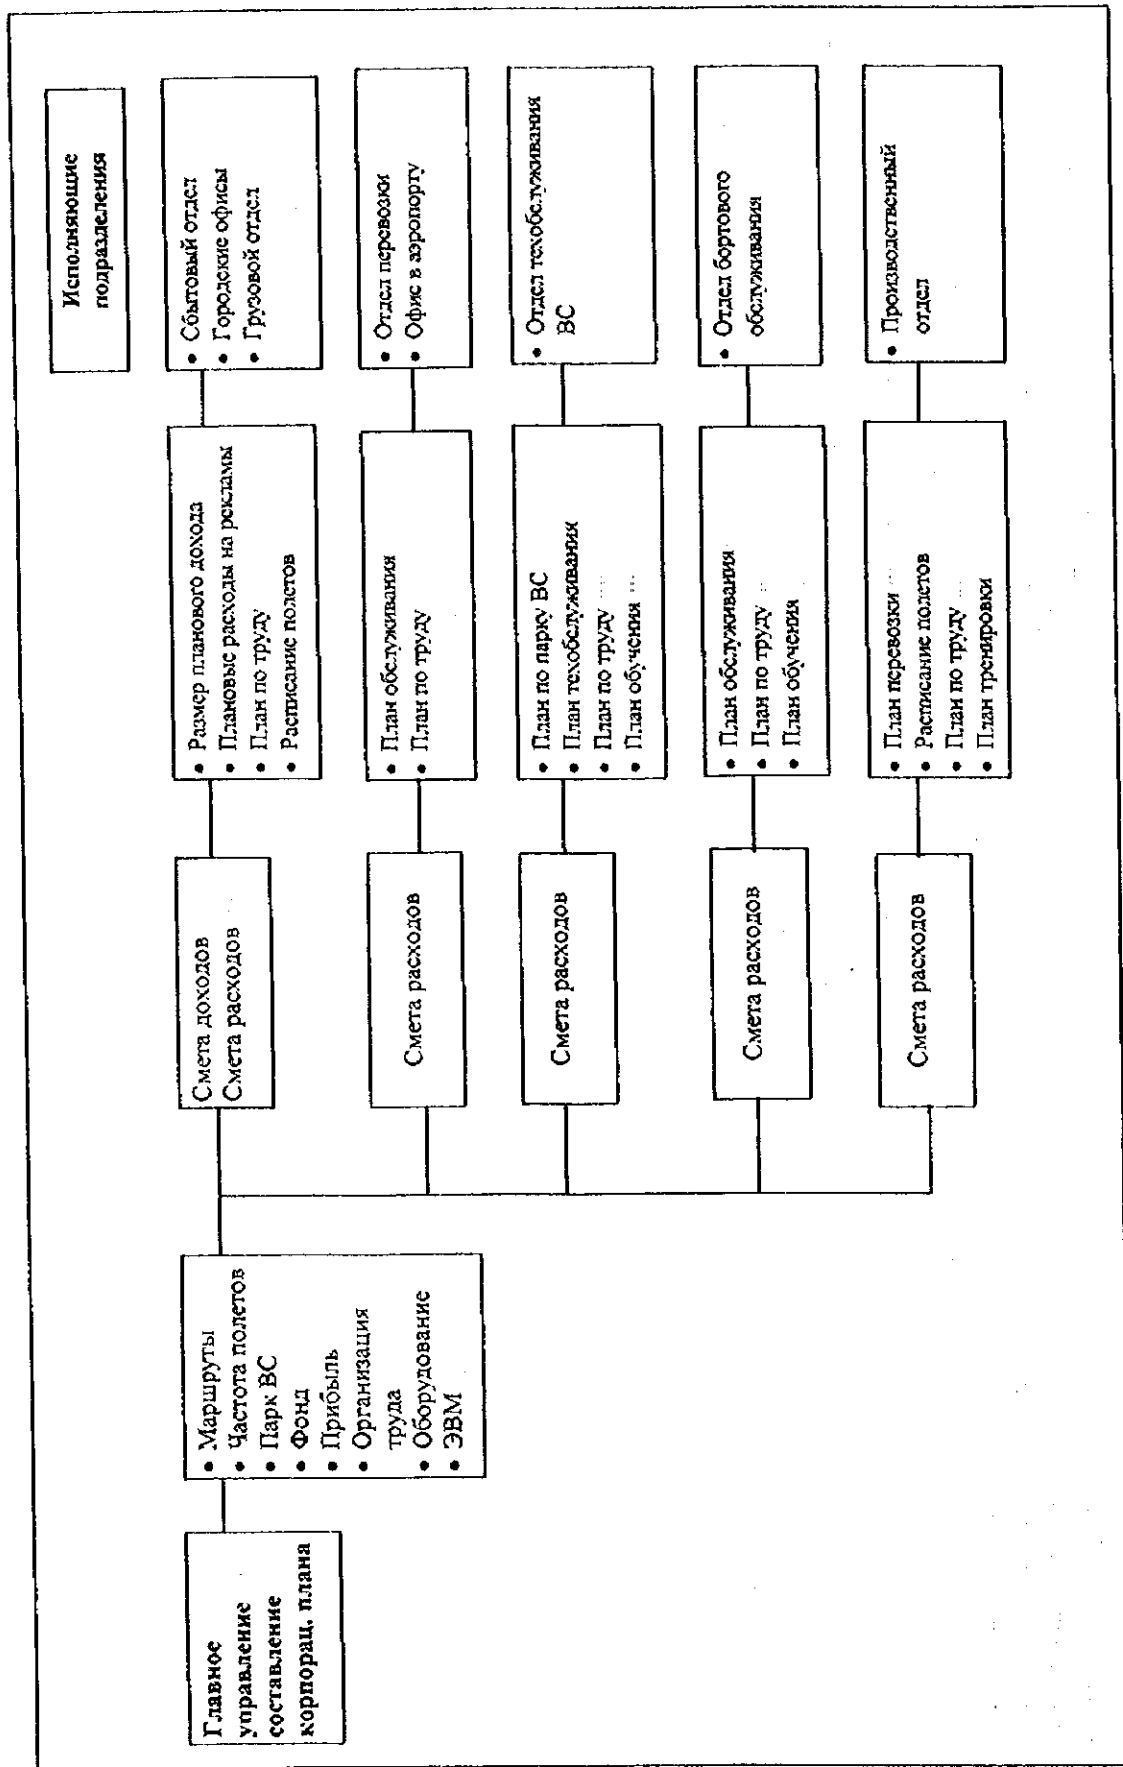 Исполняющие
подразделения
Главное
управление
составление
корпорац. плана
• Маршруты
• Частота полетов
• Парк ВС
• Фонд
• Прибыль
• Организация
труда
• Оборудование
• ЭВМ
Смета доходов
Смета расходов
• Размер планового дохода
• Плановые расходы на рекламы
• План по труду
• Расписание полетов
• Сбытовый отдел
• Городские офисы
• Грузовой отдел
Смета расходов
• План обслуживания
• План по труду
• Отдел перевозки
• Офис в аэропорту
Смета расходов
• План по парку ВС
• План техобслуживания
• План по труду
• План обучения
• Отдел техобслуживания
ВС
Смета расходов
• План обслуживания
• План по труду
• План обучения
• Отдел бортового
обслуживания
Смета расходов
• План перевозки
• Расписание полетов
• План по труду
• План тренировки
• Производственный
отдел